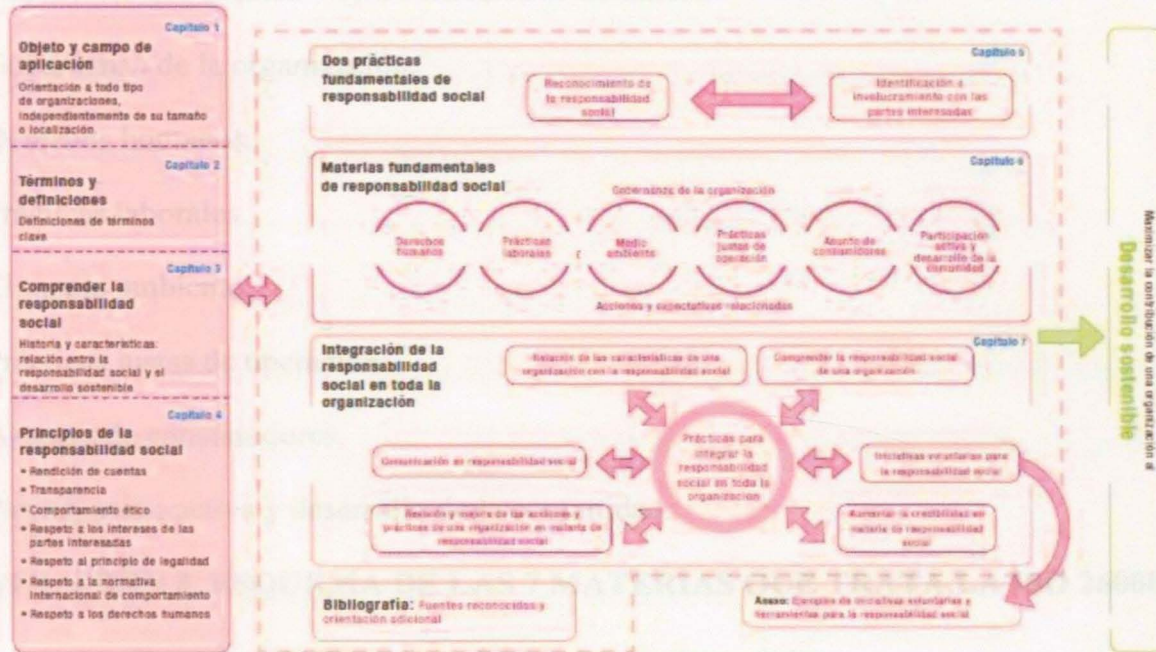 Capítulo 1
Objeto y campo de
aplicación
Orientación a todo tipo
de organizaciones,
independientemente de su tamaño
o localización
Capítulo 2
Términos y
definiciones
Definiciones de términos
clave
Capítulo 3
Comprender la
responsabilidad
social
Historia y características:
relación entre la
responsabilidad social y el
desarrollo sostenible
Capítulo 4
Principios de la
responsabilidad social
• Rendición de cuentas
• Transparencia
• Comportamiento ético
• Respeto a los intereses de las
partes interesadas
• Respeto al principio de legalidad
• Respeto a la normativa
internacional de comportamiento
• Respeto a los derechos humanos
Capítulo 5
Dos prácticas
fundamentales de
responsabilidad social
Reconocimiento de
la responsabilidad
social
Identificación e
involucramiento con las
partes interesadas
Capítulo 6
Materias fundamentales
de responsabilidad social
Gobernanza de la organización
Derechos
humanos
Prácticas
laborales
Medio
ambiente
Prácticas
justas de
operación
Asunto de
consumidores
Participación
activa y
desarrollo de la
comunidad
Acciones y expectativas relacionadas
Capítulo 7
Integración de la
responsabilidad
social en toda la
organización
Relación de las características de una
organización con la responsabilidad social
Comprender la responsabilidad social
de una organización
Prácticas para
integrar la
responsabilidad
social en toda la
organización
Comunicación en responsabilidad social
Iniciativas voluntarias para
la responsabilidad social
Revisión y mejora de las acciones y
prácticas de una organización en materia de
responsabilidad social
Aumentar la credibilidad en
materia de responsabilidad
social
Bibliografía: Fuentes reconocidos y
orientación adicional
Anexo: Ejemplos de iniciativas voluntarias y
herramientas para la responsabilidad social
Desarrollo sostenible
Maximizar la contribución de una organización al